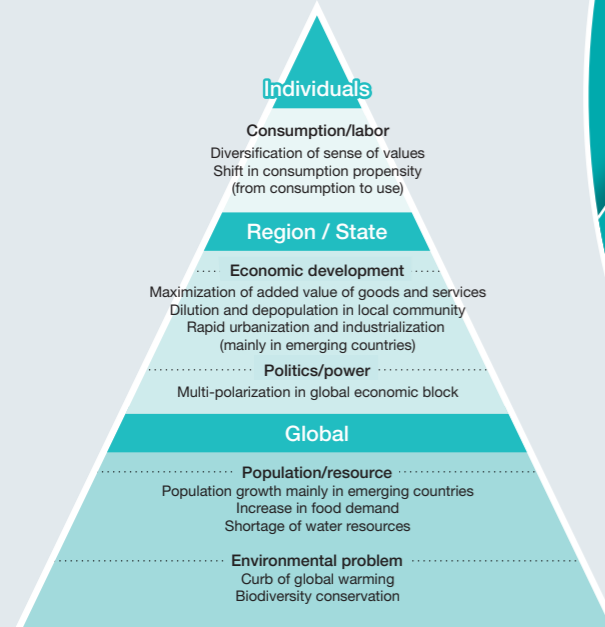 Individuals
Consumption/labor
Diversification of sense of values
Shift in consumption propensity
(from consumption to use)
Region / State
Economic development
Maximization of added value of goods and services
Dilution and depopulation in local community
Rapid urbanization and industrialization
(mainly in emerging countries)
Politics/power
Multi-polarization in global economic block
Global
Population/resource
Population growth mainly in emerging countries
Increase in food demand
Shortage of water resources
Environmental problem
Curb of global warming
Biodiversity conservation